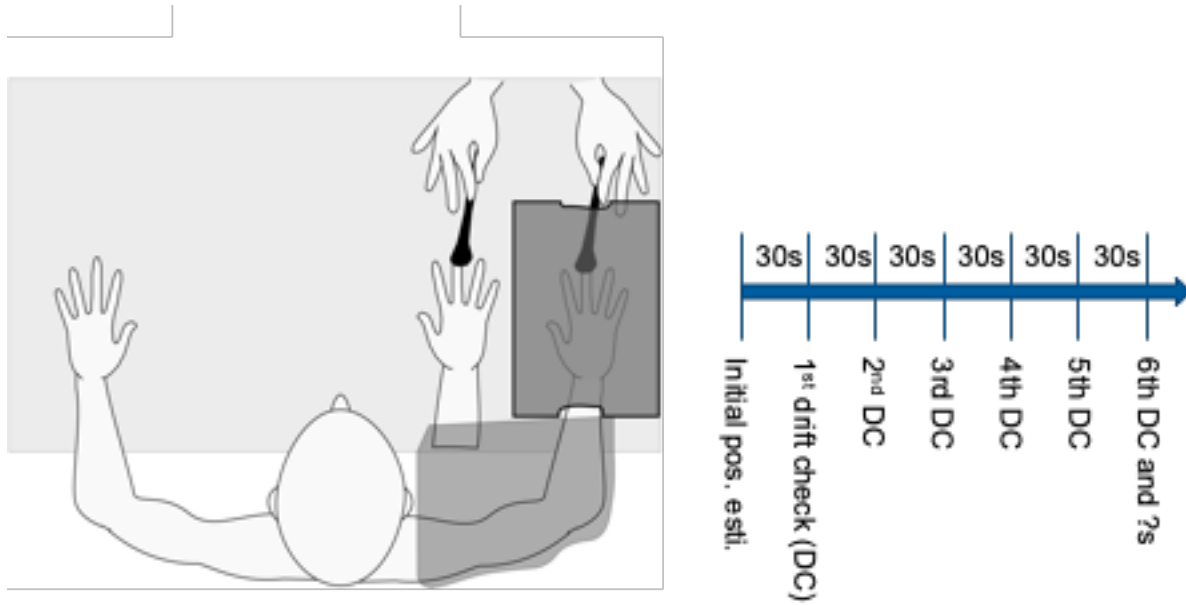 30s 30s 30s 30s 30s 30s
Initial pos. esti.
1st drift check (DC)
2nd DC
3rd DC
4th DC
5th DC
6th DC and ?s